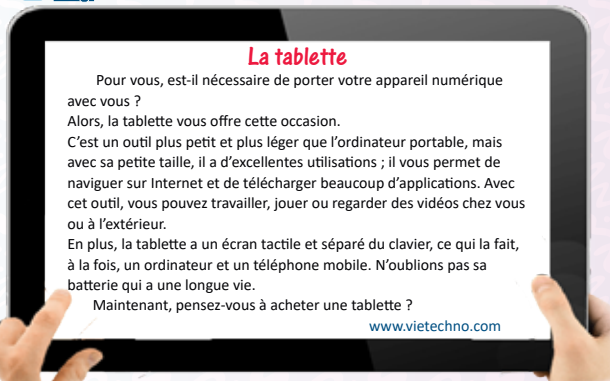 La tablette
Pour vous, est-il nécessaire de porter votre appareil numérique
avec vous ?
Alors, la tablette vous offre cette occasion.
C'est un outil plus petit et plus léger que l'ordinateur portable, mais
avec sa petite taille, il a d'excellentes utilisations ; il vous permet de
naviguer sur Internet et de télécharger beaucoup d'applications. Avec
cet outil, vous pouvez travailler, jouer ou regarder des vidéos chez vous
ou à l'extérieur.
En plus, la tablette a un écran tactile et séparé du clavier, ce qui la fait,
à la fois, un ordinateur et un téléphone mobile. N'oublions pas sa
batterie qui a une longue vie.
Maintenant, pensez-vous à acheter une tablette ?
www.vietechno.com